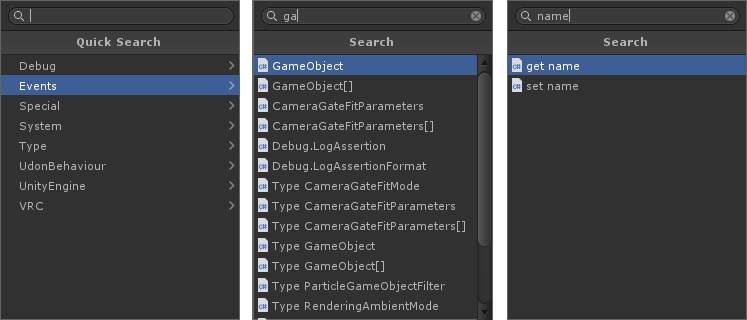 Quick Search
Debug
Events
Special
System
Type
UdonBehaviour
UnityEngine
VRC
ga
Search
c# GameObject
c# GameObject[]
c# CameraGateFitParameters
c# CameraGateFitParameters[]
c# Debug.LogAssertion
c# Debug.LogAssertionFormat
c# Type CameraGateFitMode
c# Type CameraGateFitParameters
c# Type CameraGateFitParameters[]
c# Type GameObject
c# Type GameObject[]
c# Type ParticleGameObjectFilter
c# Type RenderingAmbientMode
name
Search
c# get name
c# set name